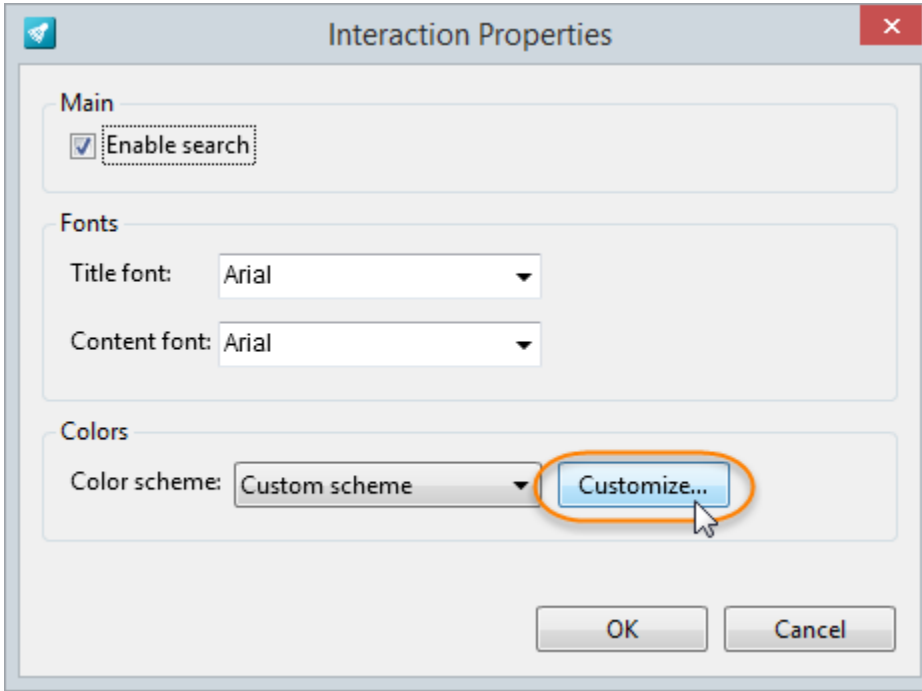 Interaction Properties
Main
Enable search
Fonts
Title font: Arial
Content font: Arial
Colors
Color scheme: Custom scheme Customize...
OK Cancel